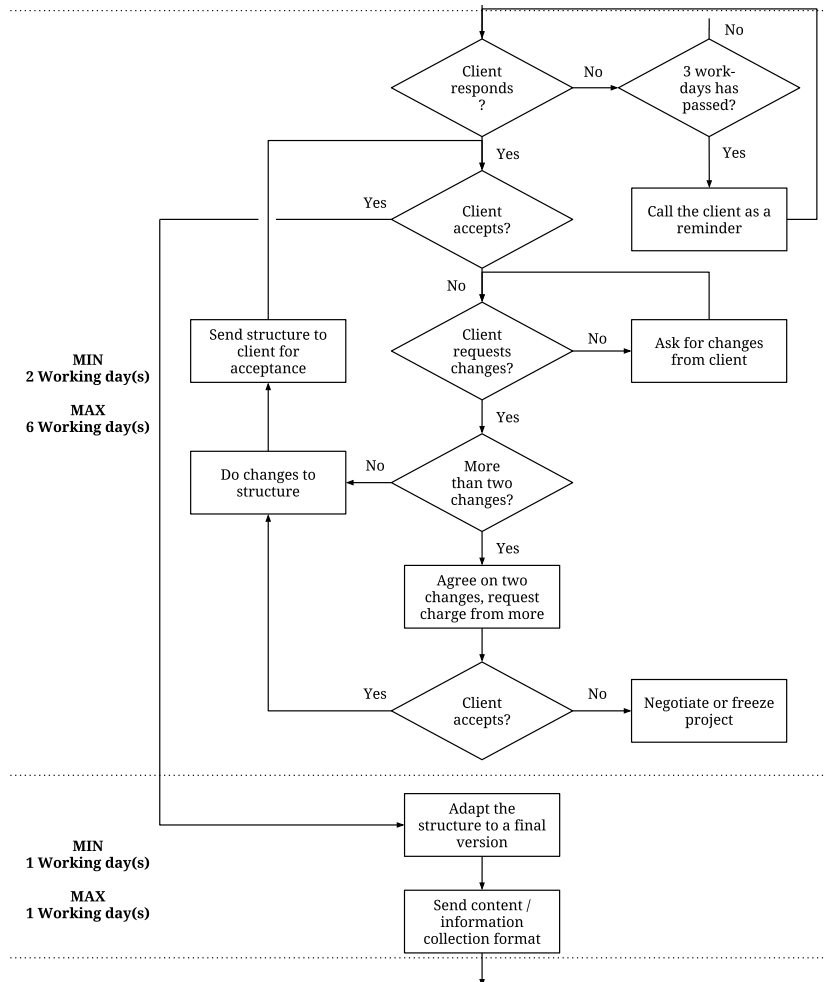 No
Client
responds
?
No
3 work-
days has
passed?
Yes
Yes
Call the client as a
reminder
Yes
Client
accepts?
No
Send structure to
client for
acceptance
Client
requests
changes?
No
Ask for changes
from client
MIN
2 Working day(s)
MAX
6 Working day(s)
Yes
Do changes to
structure
No
More
than two
changes?
Yes
Agree on two
changes, request
charge from more
Yes
Client
accepts?
No
Negotiate or freeze
project
Adapt the
structure to a final
version
MIN
1 Working day(s)
MAX
1 Working day(s)
Send content /
information
collection format